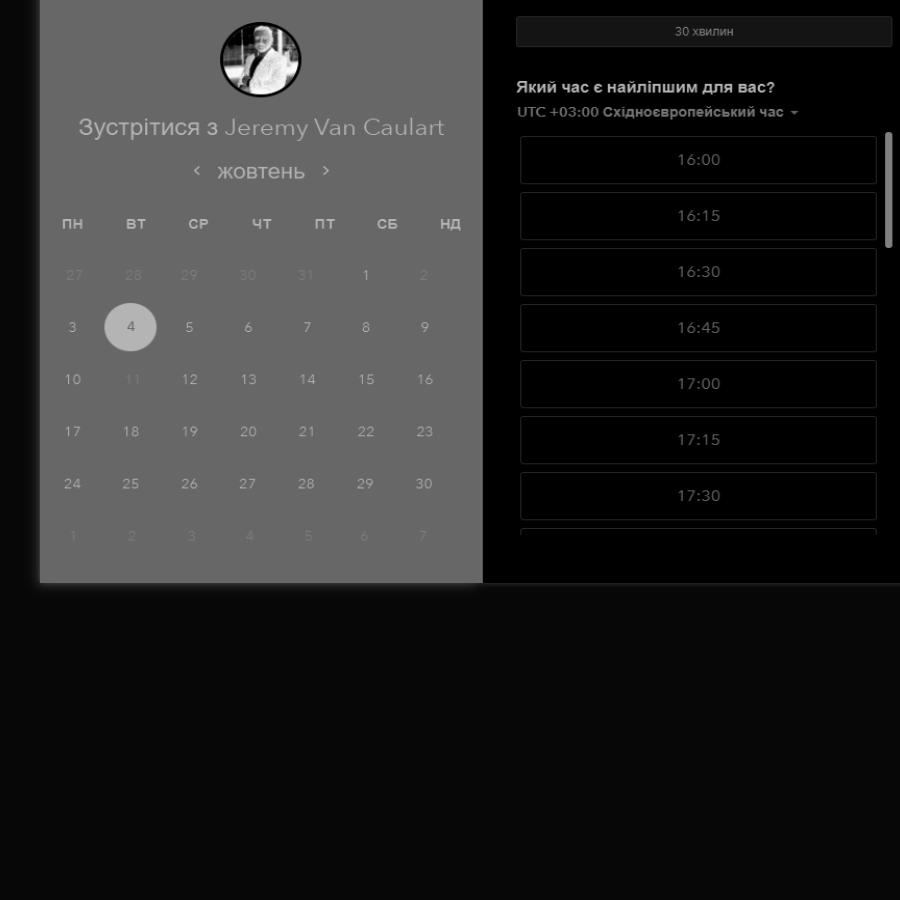 Зустрітися з Jeremy Van Caulart
жовтень
ПН ВТ СР ЧТ ПТ СБ НД
27 28 29 30 31 1 2
3 4 5 6 7 8 9
10 11 12 13 14 15 16
17 18 19 20 21 22 23
24 25 26 27 28 29 30
1 2 3 4 5 6 7
30 хвилин
Який час є найліпшим для вас?
UTC +03:00 Східноєвропейський час
16:00
16:15
16:30
16:45
17:00
17:15
17:30